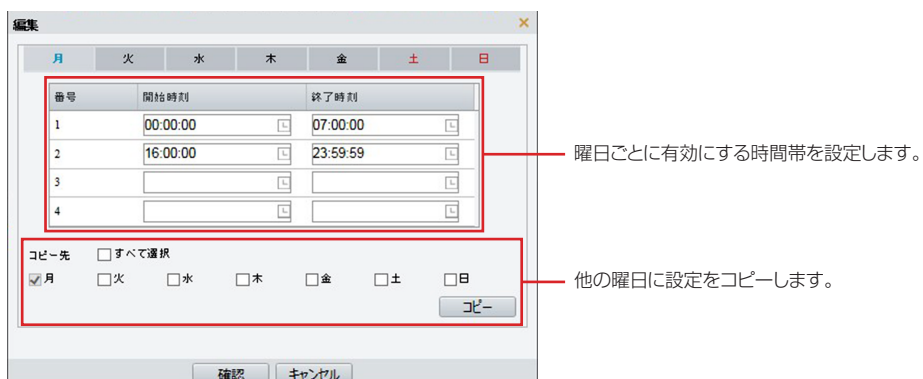 編集 ×
月 火 水 木 金 土 日
番号 開始時刻 終了時刻
1 00:00:00 07:00:00
2 16:00:00 23:59:59
3
4
曜日ごとに有効にする時間帯を設定します。
コピー先 すべて選択
月 火 水 木 金 土 日
コピー
他の曜日に設定をコピーします。
確認 キャンセル